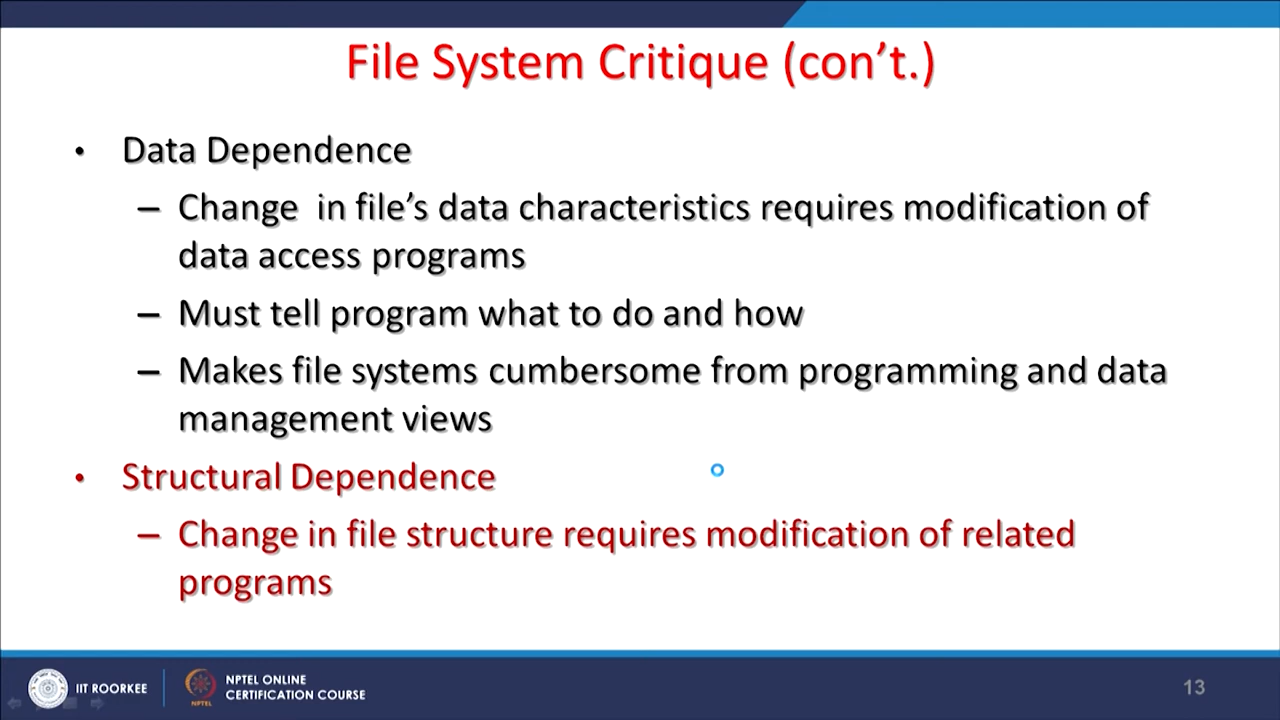 File System Critique (con’t.)
• Data Dependence
– Change in file’s data characteristics requires modification of
data access programs
– Must tell program what to do and how
– Makes file systems cumbersome from programming and data
management views
• Structural Dependence
– Change in file structure requires modification of related
programs
IIT ROORKEE
NPTEL
NPTEL ONLINE
CERTIFICATION COURSE
13